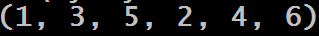 (1, 3, 5, 2, 4, 6)